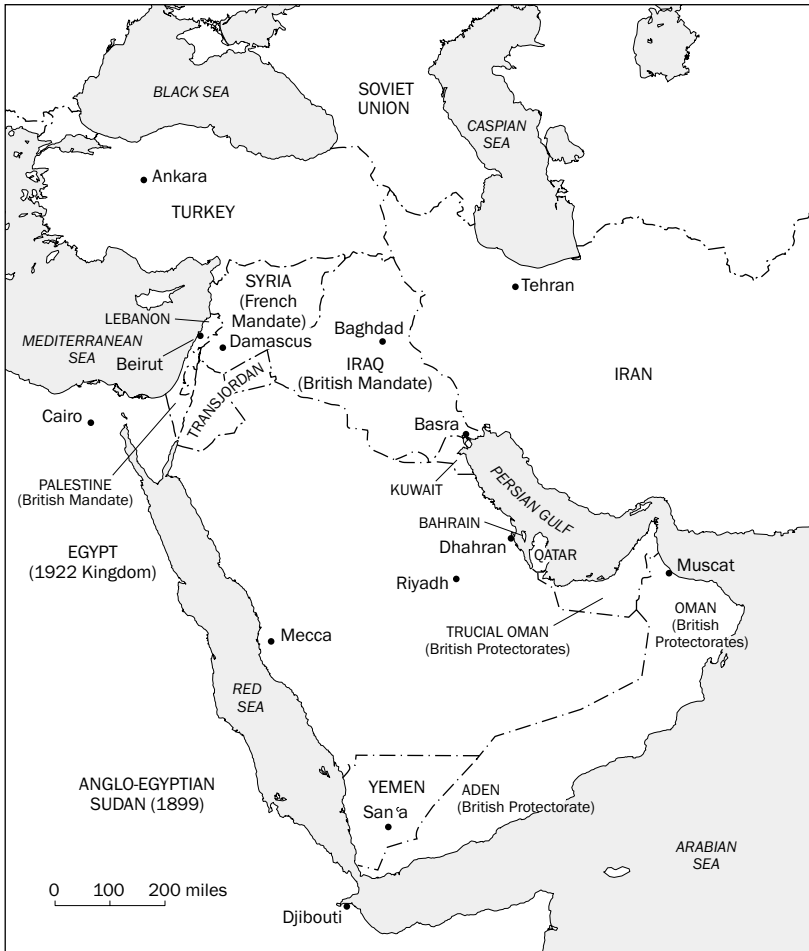 BLACK SEA
SOVIET
UNION
CASPIAN
SEA
Ankara
TURKEY
Tehran
SYRIA
(French
Mandate)
LEBANON
Damascus
MEDITERRANEAN
SEA
Beirut
Baghdad
IRAQ
(British Mandate)
IRAN
TRANSJORDAN
Cairo
Basra
PALESTINE
(British Mandate)
KUWAIT
PERSIAN GULF
BAHRAIN
Dhahran
QATAR
EGYPT
(1922 Kingdom)
Riyadh
Muscat
OMAN
(British
Protectorates)
TRUCIAL OMAN
(British Protectorates)
Mecca
RED
SEA
ANGLO-EGYPTIAN
SUDAN (1899)
YEMEN
San‘a
ADEN
(British Protectorate)
ARABIAN
SEA
0 100 200 miles
Djibouti